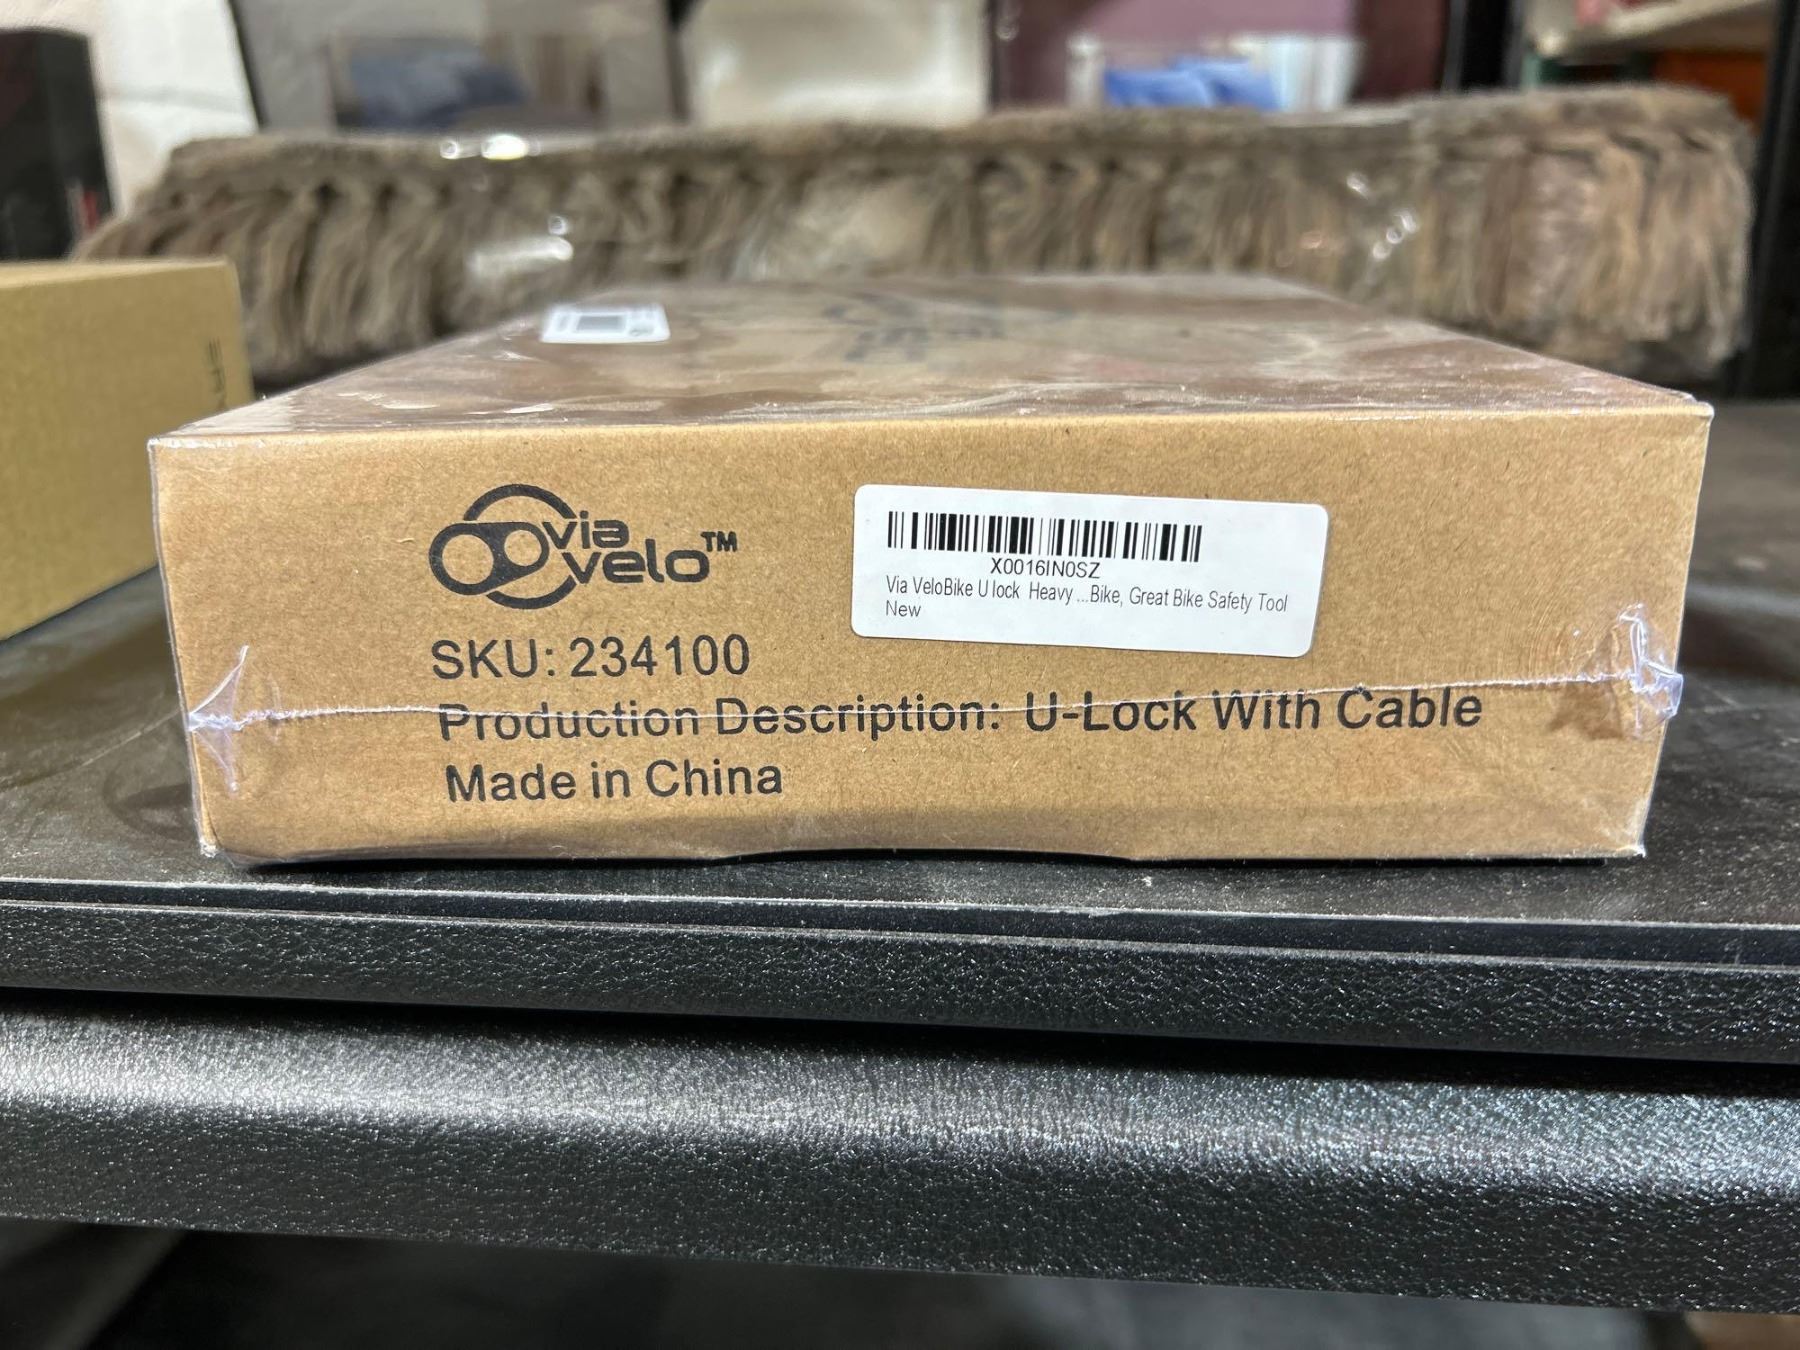 via
velo™
SKU: 234100
Production Description: U-Lock With Cable
Made in China
X0016IN0SZ
Via VeloBike U lock Heavy ...Bike, Great Bike Safety Tool
New